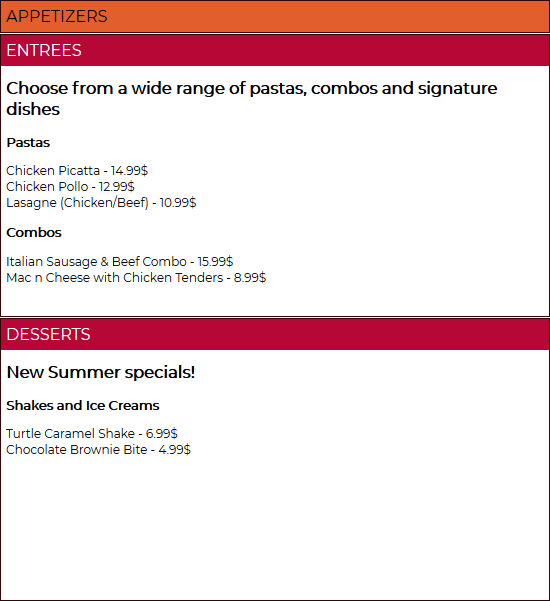 APPETIZERS
ENTREES
Choose from a wide range of pastas, combos and signature
dishes
Pastas
Chicken Picatta - 14.99$
Chicken Pollo - 12.99$
Lasagne (Chicken/Beef) - 10.99$
Combos
Italian Sausage & Beef Combo - 15.99$
Mac n Cheese with Chicken Tenders - 8.99$
DESSERTS
New Summer specials!
Shakes and Ice Creams
Turtle Caramel Shake - 6.99$
Chocolate Brownie Bite - 4.99$